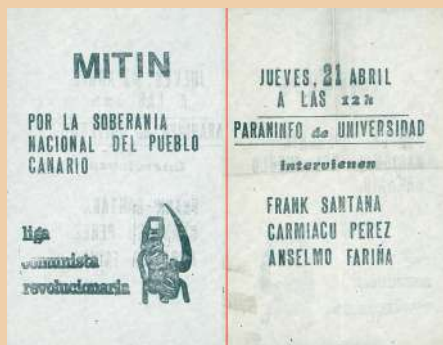 MITIN
POR LA SOBERANIA
NACIONAL DEL PUEBLO
CANARIO
liga
comunista
revolucionaria
JUEVES, 21 ABRIL
A LAS 12h
PARANINFO de UNIVERSIDAD
intervienen
FRANK SANTANA
CARMIACU PEREZ
ANSELMO FARIÑA